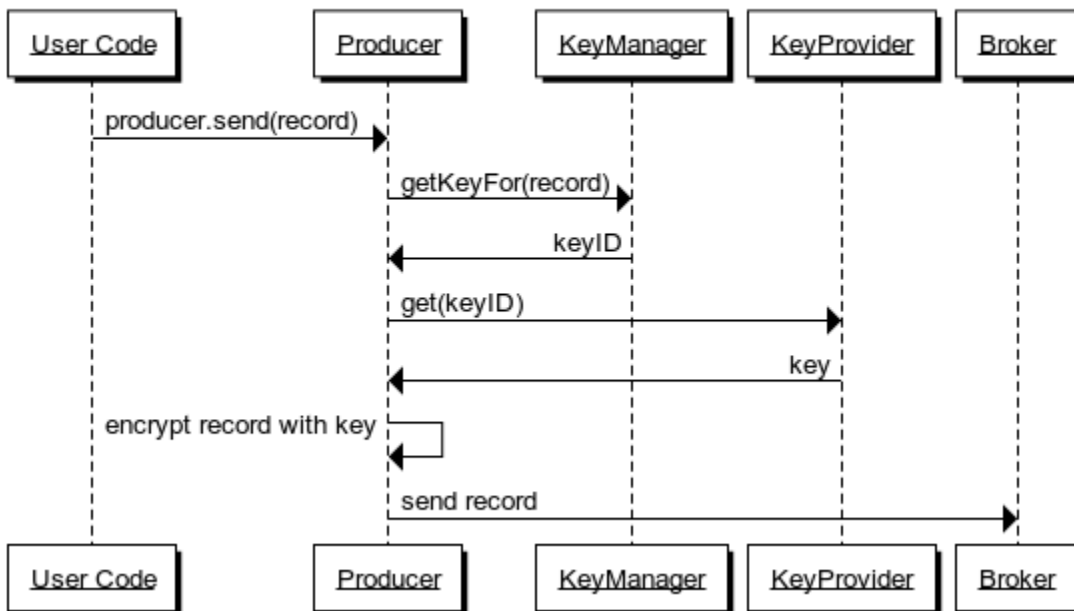 User Code Producer KeyManager KeyProvider Broker
producer.send(record)
getKeyFor(record)
keyID
get(keyID)
key
encrypt record with key
send record
User Code Producer KeyManager KeyProvider Broker